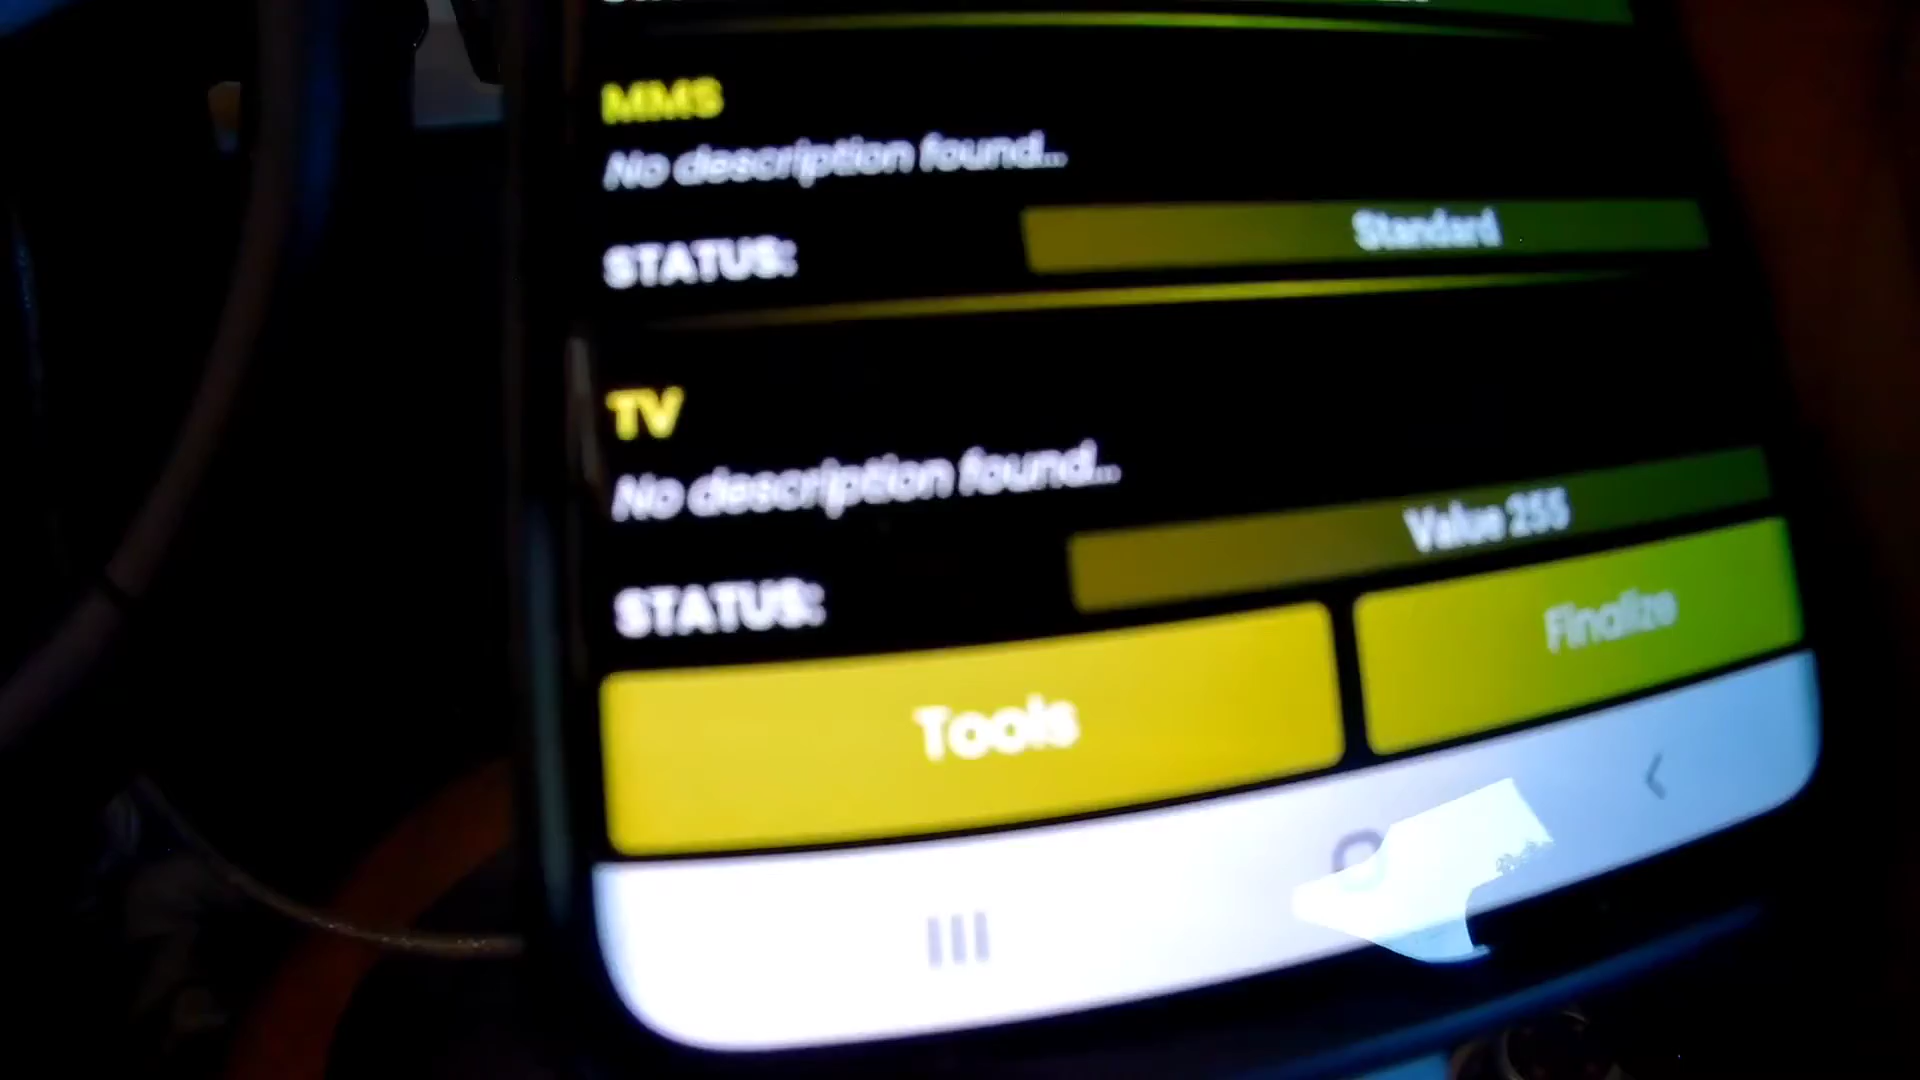 MMS
No description found...
STATUS: Standard
TV
No description found...
STATUS: Value 255
Tools Finalize